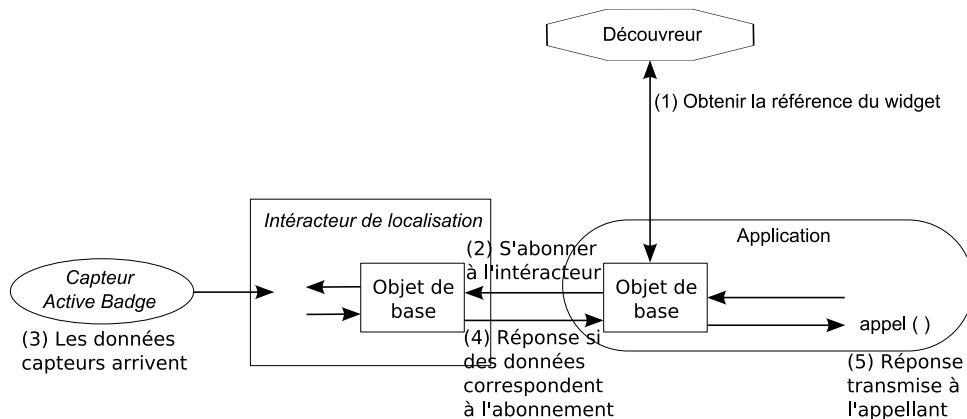 Découvreur
(1) Obtenir la référence du widget
Intéracteur de localisation
Application
(2) S'abonner
à l'intéracteur
Capteur
Active Badge
Objet de
base
Objet de
base
appel ( )
(3) Les données
capteurs arrivent
(4) Réponse si
des données
correspondent
à l'abonnement
(5) Réponse
transmise à
l'appellant